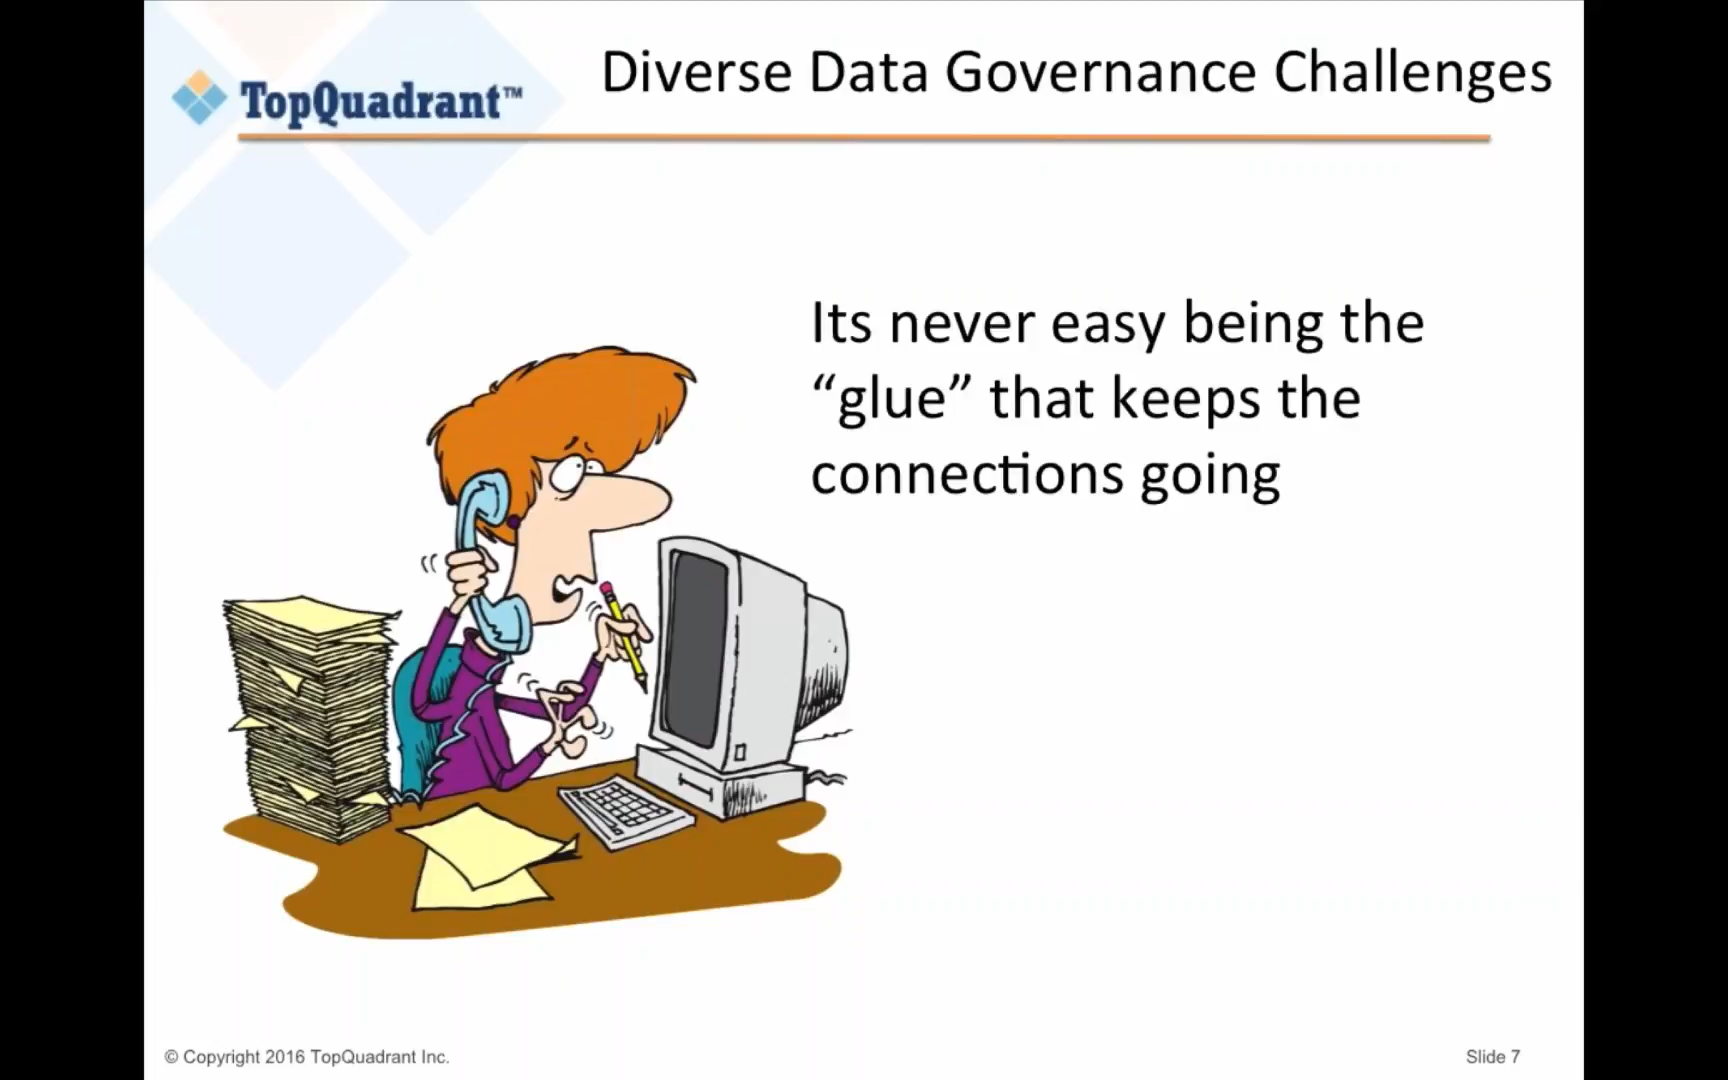 TopQuadrant™
Diverse Data Governance Challenges
Its never easy being the
“glue” that keeps the
connections going
© Copyright 2016 TopQuadrant Inc.
Slide 7